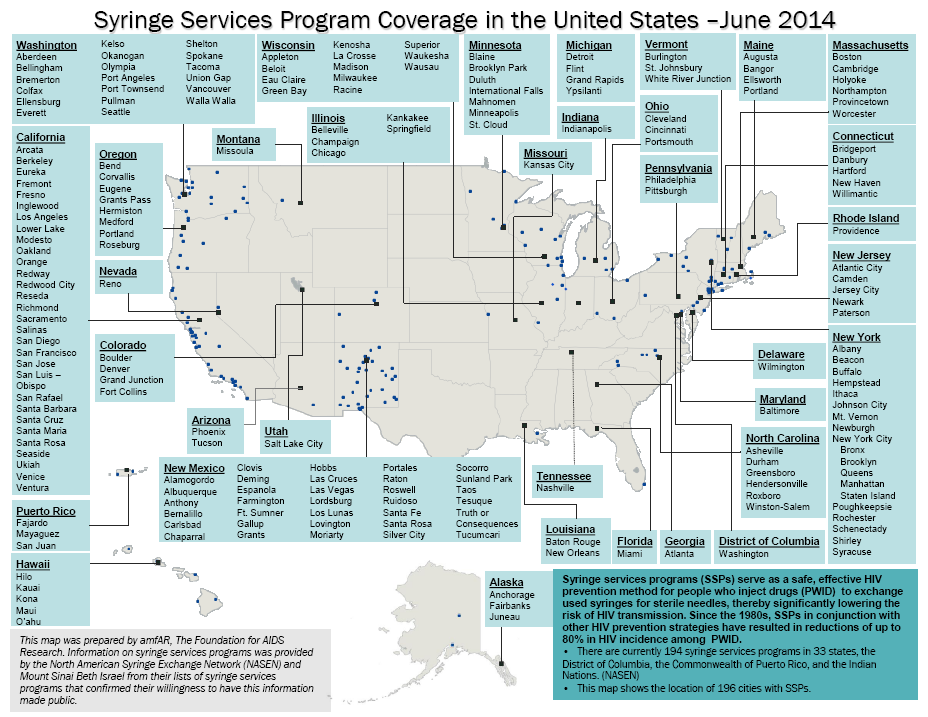 Syringe Services Program Coverage in the United States –June 2014
Washington
Aberdeen
Bellingham
Bremerton
Colfax
Ellensburg
Everett
Kelso
Okanogan
Olympia
Port Angeles
Port Townsend
Pullman
Seattle
Shelton
Spokane
Tacoma
Union Gap
Vancouver
Walla Walla
Wisconsin
Appleton
Beloit
Eau Claire
Green Bay
Kenosha
La Crosse
Madison
Milwaukee
Racine
Superior
Waukesha
Wausau
Minnesota
Blaine
Brooklyn Park
Duluth
International Falls
Mahnomen
Minneapolis
St. Cloud
Michigan
Detroit
Flint
Grand Rapids
Ypsilanti
Vermont
Burlington
St. Johnsbury
White River Junction
Maine
Augusta
Bangor
Ellsworth
Portland
Massachusetts
Boston
Cambridge
Holyoke
Northampton
Provincetown
Worcester
Illinois
Belleville
Champaign
Chicago
Kankakee
Springfield
Indiana
Indianapolis
Ohio
Cleveland
Cincinnati
Portsmouth
California
Arcata
Berkeley
Eureka
Fremont
Fresno
Inglewood
Los Angeles
Lower Lake
Modesto
Oakland
Orange
Redway
Redwood City
Reseda
Richmond
Sacramento
Salinas
San Diego
San Francisco
San Jose
San Luis –
Obispo
San Rafael
Santa Barbara
Santa Cruz
Santa Maria
Santa Rosa
Seaside
Ukiah
Venice
Ventura
Oregon
Bend
Corvallis
Eugene
Grants Pass
Hermiston
Medford
Portland
Roseburg
Montana
Missoula
Missouri
Kansas City
Pennsylvania
Philadelphia
Pittsburgh
Connecticut
Bridgeport
Danbury
Hartford
New Haven
Willimantic
Rhode Island
Providence
New Jersey
Atlantic City
Camden
Jersey City
Newark
Paterson
Nevada
Reno
Colorado
Boulder
Denver
Grand Junction
Fort Collins
New York
Albany
Beacon
Buffalo
Hempstead
Ithaca
Johnson City
Mt. Vernon
Newburgh
New York City
Bronx
Brooklyn
Queens
Manhattan
Staten Island
Poughkeepsie
Rochester
Schenectady
Shirley
Syracuse
Delaware
Wilmington
Maryland
Baltimore
Arizona
Phoenix
Tucson
Utah
Salt Lake City
North Carolina
Asheville
Durham
Greensboro
Hendersonville
Roxboro
Winston-Salem
New Mexico
Alamogordo
Albuquerque
Anthony
Bernalillo
Carlsbad
Chaparral
Clovis
Deming
Espanola
Farmington
Ft. Sumner
Gallup
Grants
Hobbs
Las Cruces
Las Vegas
Lordsburg
Los Lunas
Lovington
Moriarty
Portales
Raton
Roswell
Ruidoso
Santa Fe
Santa Rosa
Silver City
Socorro
Sunland Park
Taos
Tesuque
Truth or
Consequences
Tucumcari
Tennessee
Nashville
Puerto Rico
Fajardo
Mayaguez
San Juan
Louisiana
Baton Rouge
New Orleans
Florida
Miami
Georgia
Atlanta
District of Columbia
Washington
Hawaii
Hilo
Kauai
Kona
Maui
O'ahu
Alaska
Anchorage
Fairbanks
Juneau
Syringe services programs (SSPs) serve as a safe, effective HIV
prevention method for people who inject drugs (PWID) to exchange
used syringes for sterile needles, thereby significantly lowering the
risk of HIV transmission. Since the 1980s, SSPs in conjunction with
other HIV prevention strategies have resulted in reductions of up to
80% in HIV incidence among PWID.
• There are currently 194 syringe services programs in 33 states, the
District of Columbia, the Commonwealth of Puerto Rico, and the Indian
Nations. (NASEN)
• This map shows the location of 196 cities with SSPs.
This map was prepared by amfAR, The Foundation for AIDS
Research. Information on syringe services programs was provided
by the North American Syringe Exchange Network (NASEN) and
Mount Sinai Beth Israel from their lists of syringe services
programs that confirmed their willingness to have this information
made public.